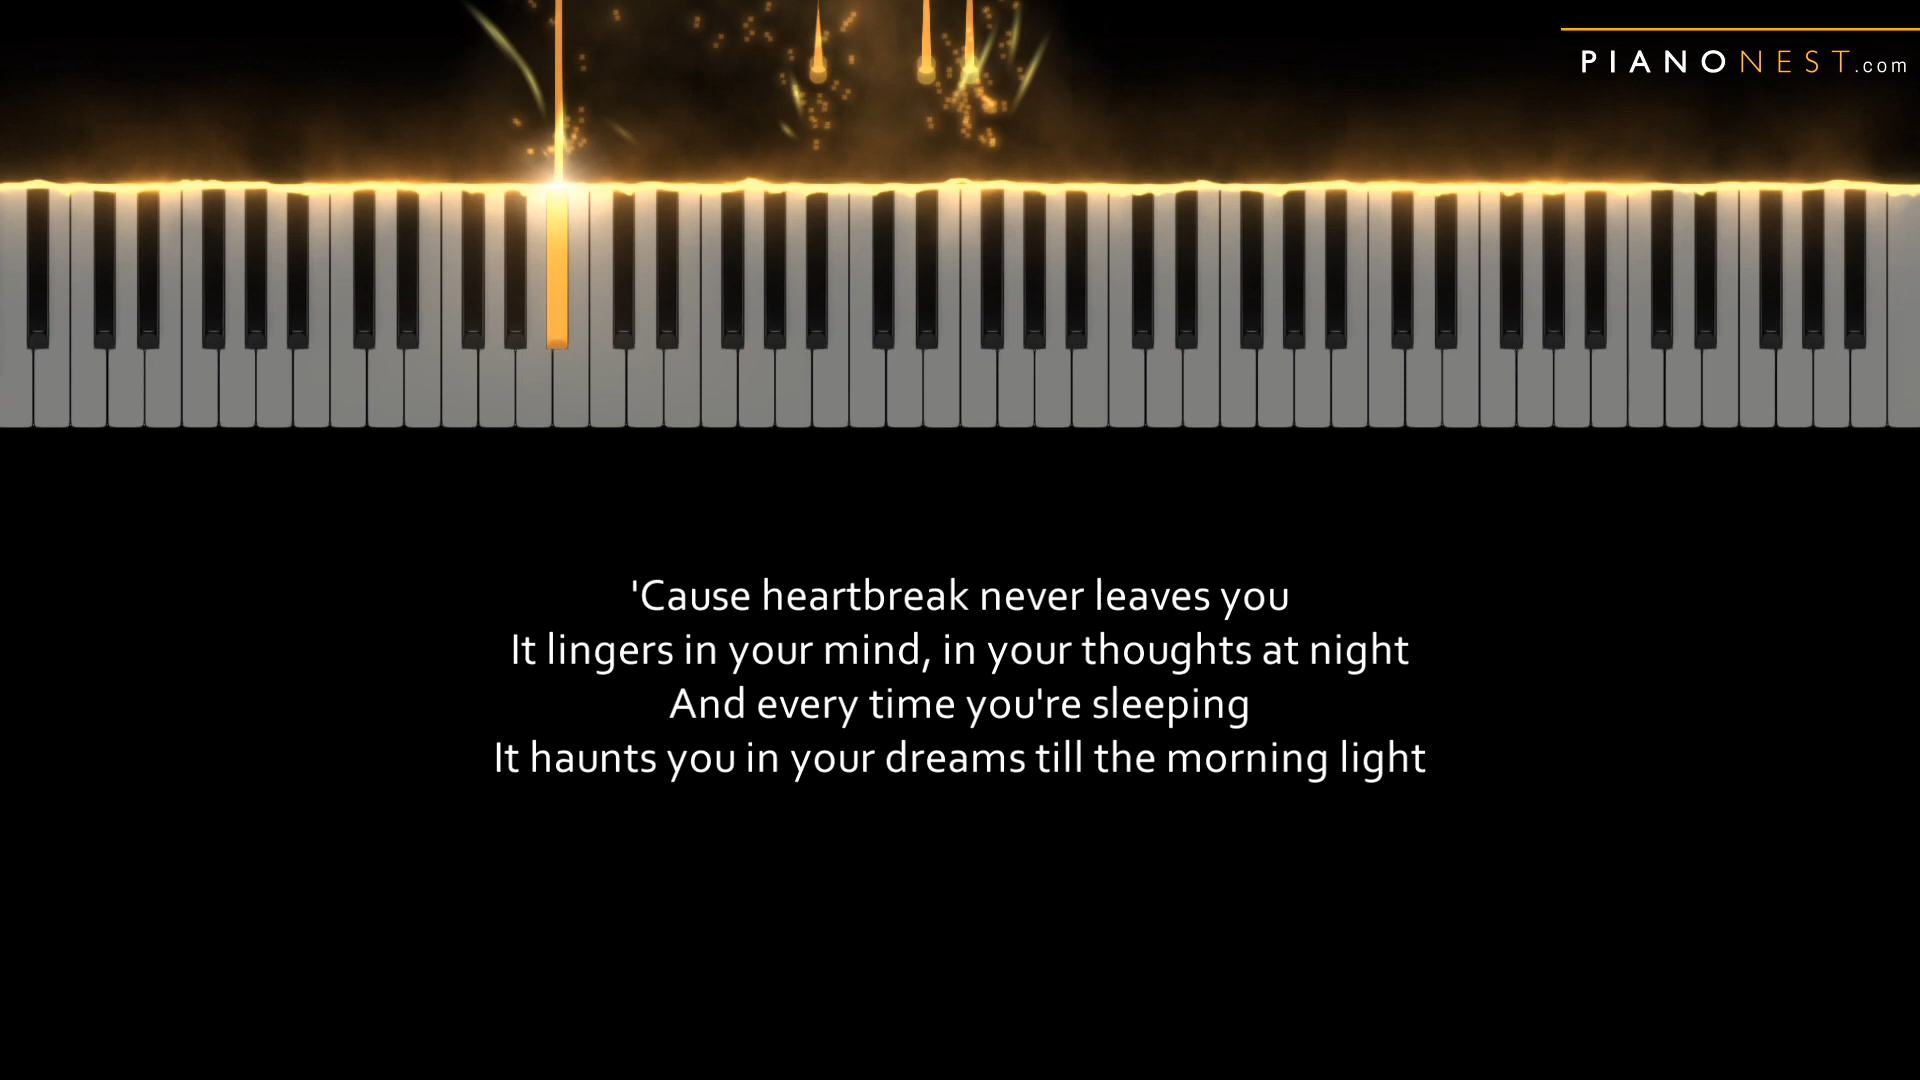 PIANONEST.com
'Cause heartbreak never leaves you
It lingers in your mind, in your thoughts at night
And every time you're sleeping
It haunts you in your dreams till the morning light